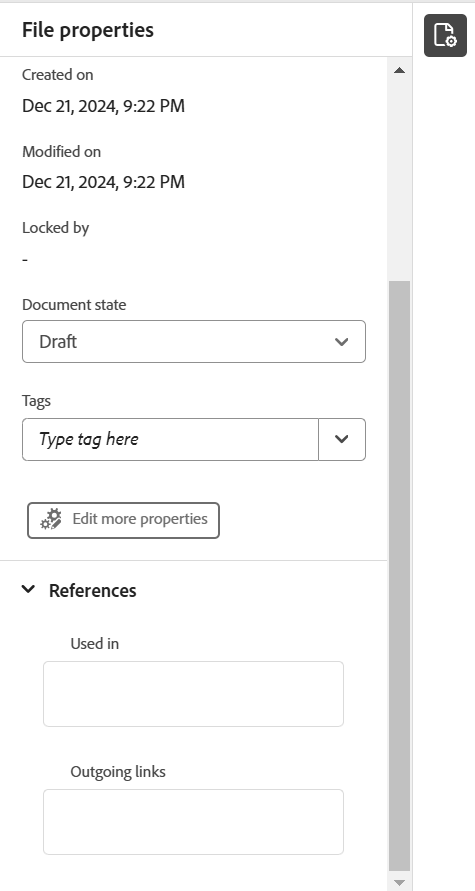 File properties
Created on
Dec 21, 2024, 9:22 PM
Modified on
Dec 21, 2024, 9:22 PM
Locked by
-
Document state
Draft
Tags
Type tag here
Edit more properties
References
Used in
Outgoing links